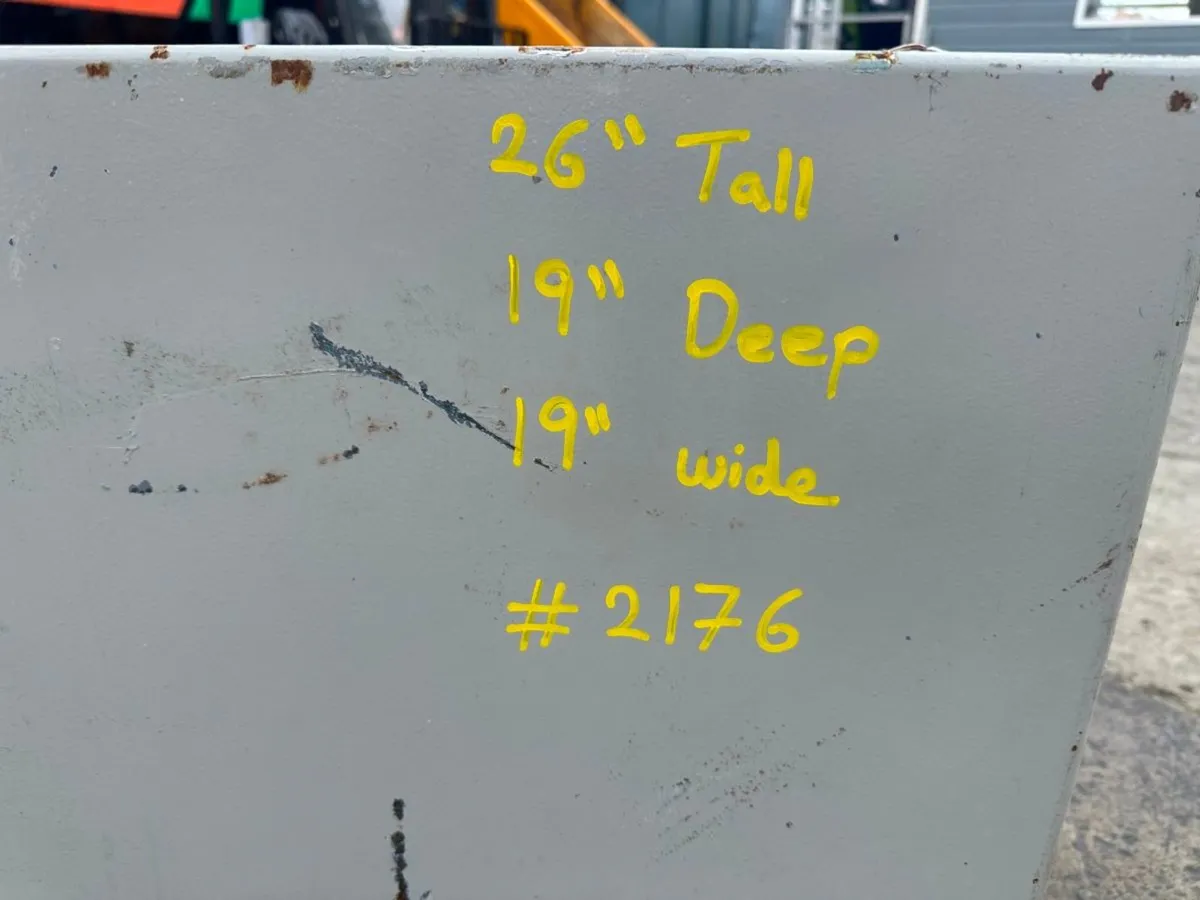 26" Tall
19" Deep
19" wide
#2176